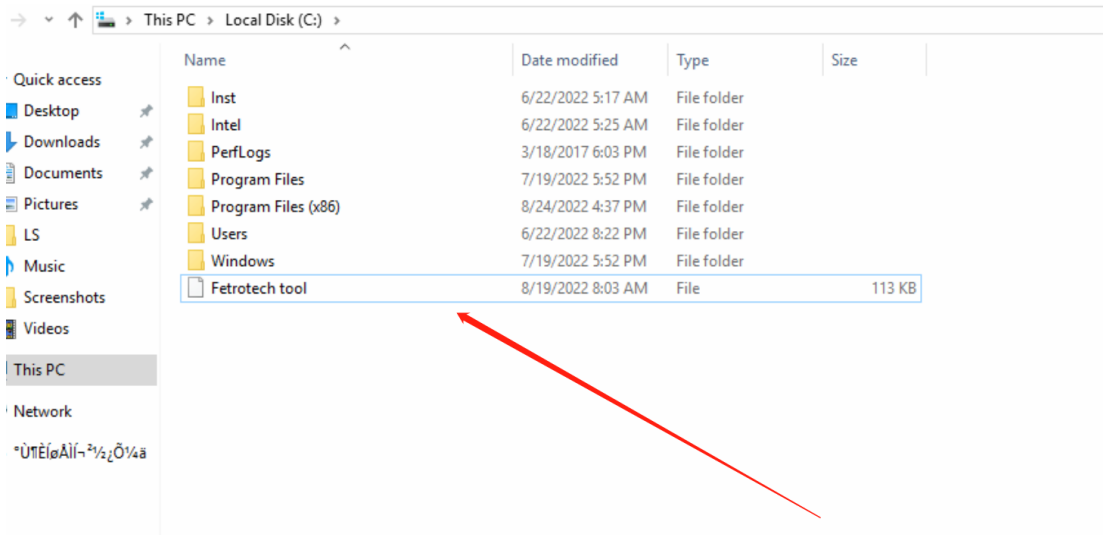 This PC > Local Disk (C:) >
Name Date modified Type Size
Quick access
Desktop
Downloads
Documents
Pictures
LS
Music
Screenshots
Videos
This PC
Network
°Ù¶ÈÍøÅÌÍ¬²½¿Õ¼ä
Inst 6/22/2022 5:17 AM File folder
Intel 6/22/2022 5:25 AM File folder
PerfLogs 3/18/2017 6:03 PM File folder
Program Files 7/19/2022 5:52 PM File folder
Program Files (x86) 8/24/2022 4:37 PM File folder
Users 6/22/2022 8:22 PM File folder
Windows 7/19/2022 5:52 PM File folder
Fetrotech tool 8/19/2022 8:03 AM File 113 KB